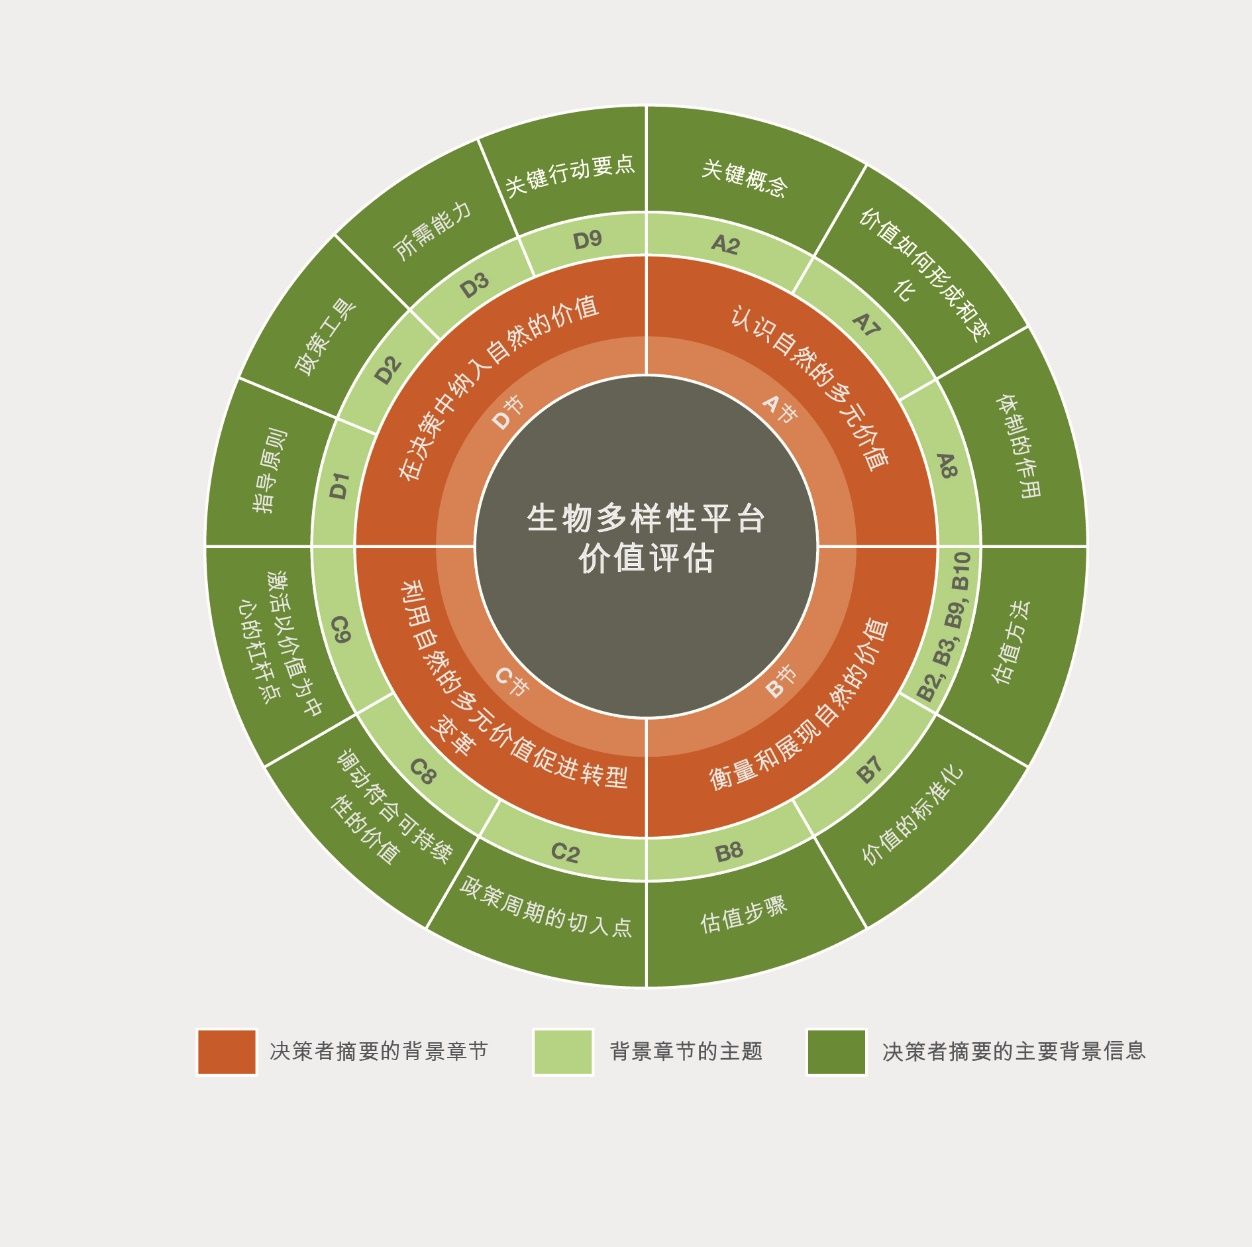 生物多样性平台
价值评估
A节
认识自然的多元价值
A2
关键概念
A7
价值如何形成和变
化
A8
体制的作用
B节
衡量和展现自然的价值
B2, B3, B9, B10
估值方法
B7
价值的标准化
B8
估值步骤
C节
利用自然的多元价值促进转型
变革
C2
政策周期的切入点
C8
调动符合可持续
性的价值
C9
激活以价值为中
心的杠杆点
D节
在决策中纳入自然的价值
D1
指导原则
D2
政策工具
D3
所需能力
D9
关键行动要点
决策者摘要的背景章节
背景章节的主题
决策者摘要的主要背景信息